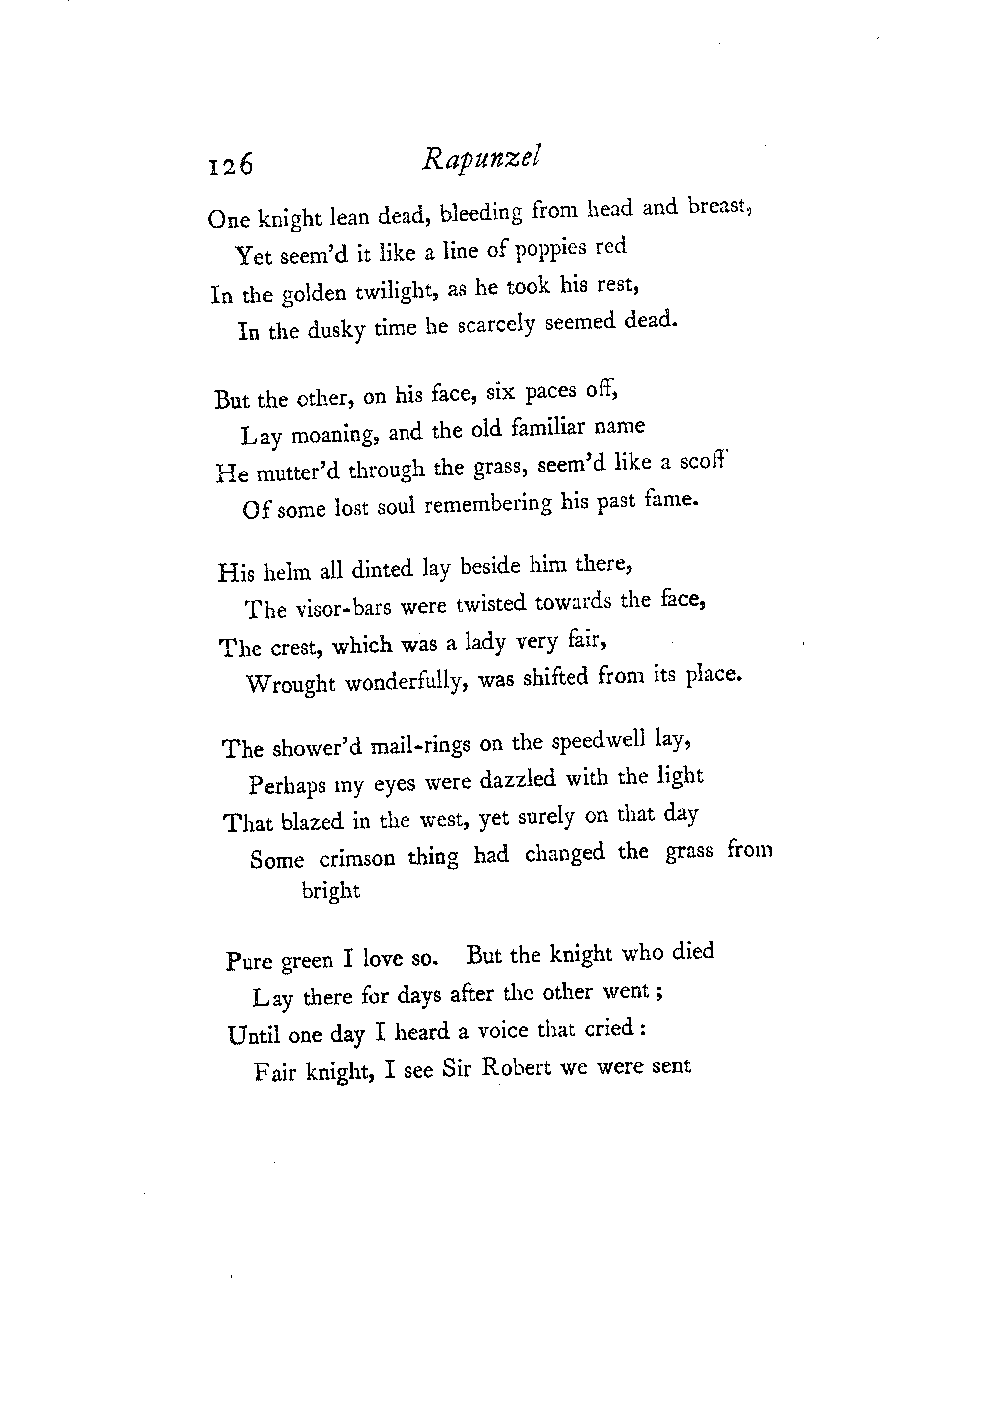 126 Rapunzel
One knight lean dead, bleeding from head and breast,
Yet seem'd it like a line of poppies red
In the golden twilight, as he took his rest,
In the dusky time he scarcely seemed dead.
But the other, on his face, six paces off,
Lay moaning, and the old familiar name
He mutter'd through the grass, seem'd like a scoff
Of some lost soul remembering his past fame.
His helm all dinted lay beside him there,
The visor-bars were twisted towards the face,
The crest, which was a lady very fair,
Wrought wonderfully, was shifted from its place.
The shower'd mail-rings on the speedwell lay,
Perhaps my eyes were dazzled with the light
That blazed in the west, yet surely on that day
Some crimson thing had changed the grass from
bright
Pure green I love so. But the knight who died
Lay there for days after the other went ;
Until one day I heard a voice that cried :
Fair knight, I see Sir Robert we were sent